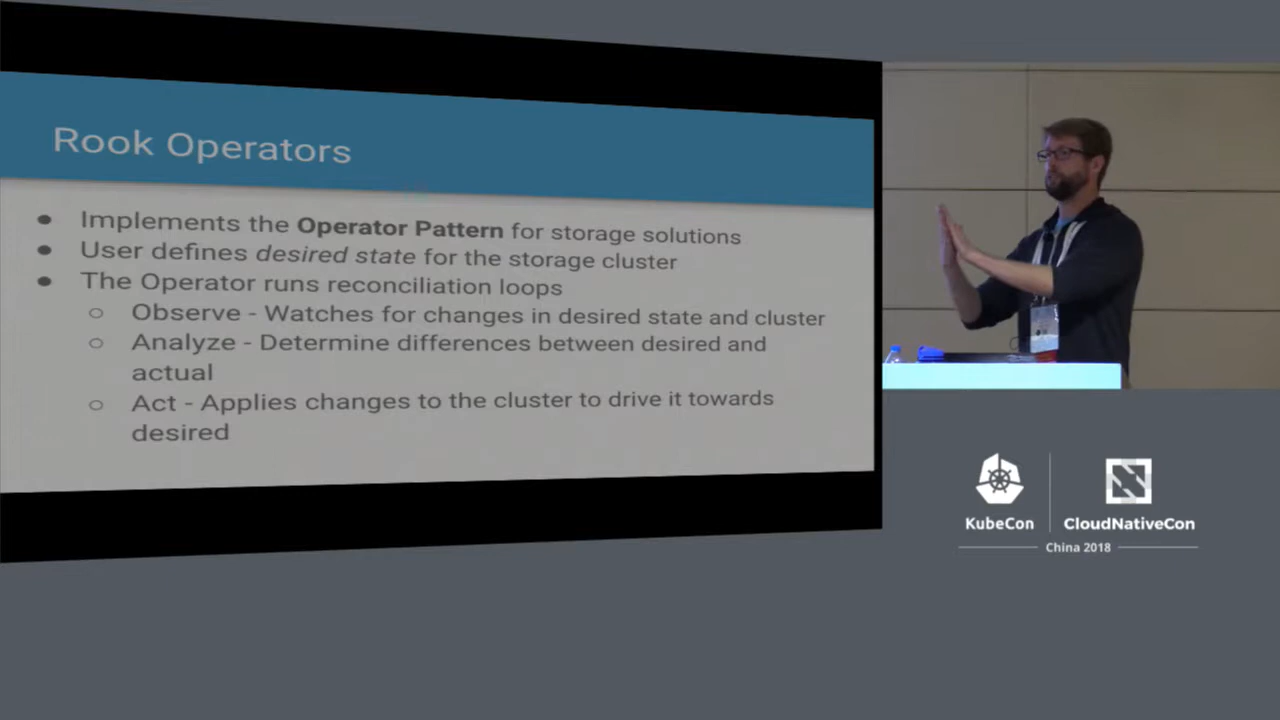 Rook Operators
● Implements the Operator Pattern for storage solutions
● User defines desired state for the storage cluster
● The Operator runs reconciliation loops
○ Observe - Watches for changes in desired state and cluster
○ Analyze - Determine differences between desired and
actual
○ Act - Applies changes to the cluster to drive it towards
desired
KubeCon
CloudNativeCon
China 2018